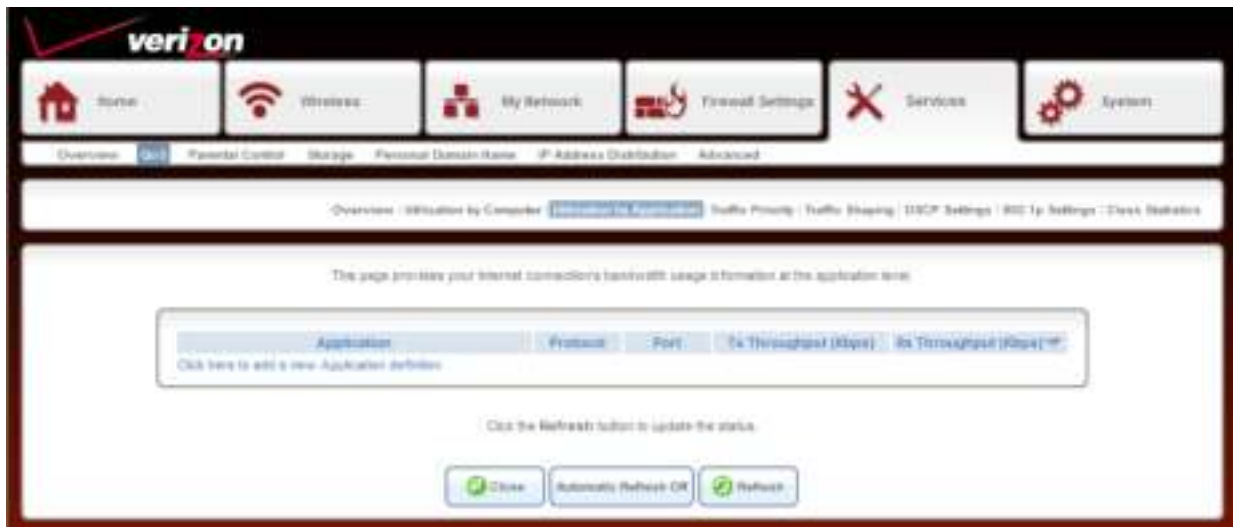 verizon
Home
Wireless
My Network
Firewall Settings
Services
System
Overview QoS Parental Control Storage Personal Domain Name IP Address Distribution Advanced
Overview | Utilization by Computer | Utilization by Application | Traffic Priority | Traffic Shaping | DSCP Settings | 802.1p Settings | Class Statistics
This page provides your Internet connection's bandwidth usage information at the application level.
Application Protocol Port Tx Throughput (Kbps) Rx Throughput (Kbps)
Click here to add a new Application definition
Click the Refresh button to update the status.
Close Automatic Refresh Off Refresh